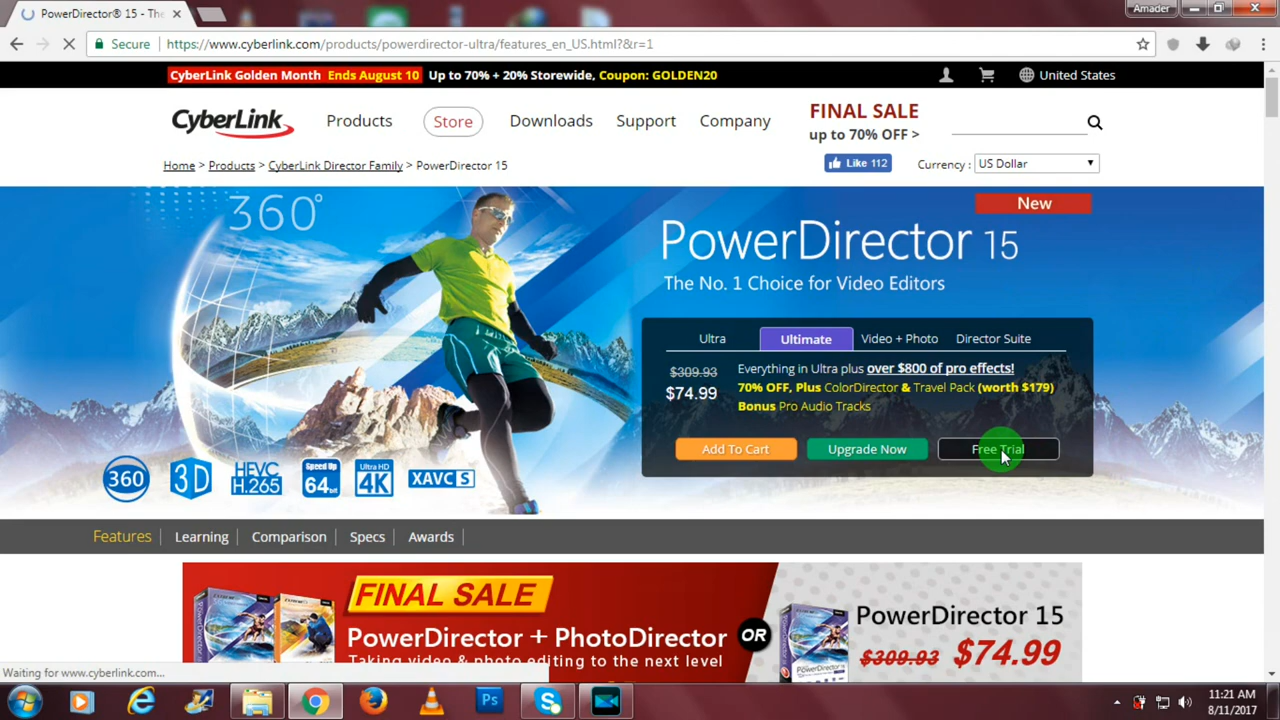 PowerDirector® 15 - The
Amader
Secure https://www.cyberlink.com/products/powerdirector-ultra/features_en_US.html?&r=1
CyberLink Golden Month Ends August 10 Up to 70% + 20% Storewide, Coupon: GOLDEN20
United States
CyberLink
Products Store Downloads Support Company
FINAL SALE
up to 70% OFF >
Home > Products > CyberLink Director Family > PowerDirector 15
Like 112
Currency : US Dollar
360°
New
PowerDirector 15
The No. 1 Choice for Video Editors
Ultra Ultimate Video + Photo Director Suite
$309.93
$74.99
Everything in Ultra plus over $800 of pro effects!
70% OFF, Plus ColorDirector & Travel Pack (worth $179)
Bonus Pro Audio Tracks
Add To Cart Upgrade Now Free Trial
360 3D HEVC H.265 Speed Up 64bit Ultra HD 4K XAVC S
Features Learning Comparison Specs Awards
FINAL SALE
PowerDirector + PhotoDirector
Taking video & photo editing to the next level
OR
PowerDirector 15
$309.93 $74.99
Waiting for www.cyberlink.com...
Ps
11:21 AM
8/11/2017